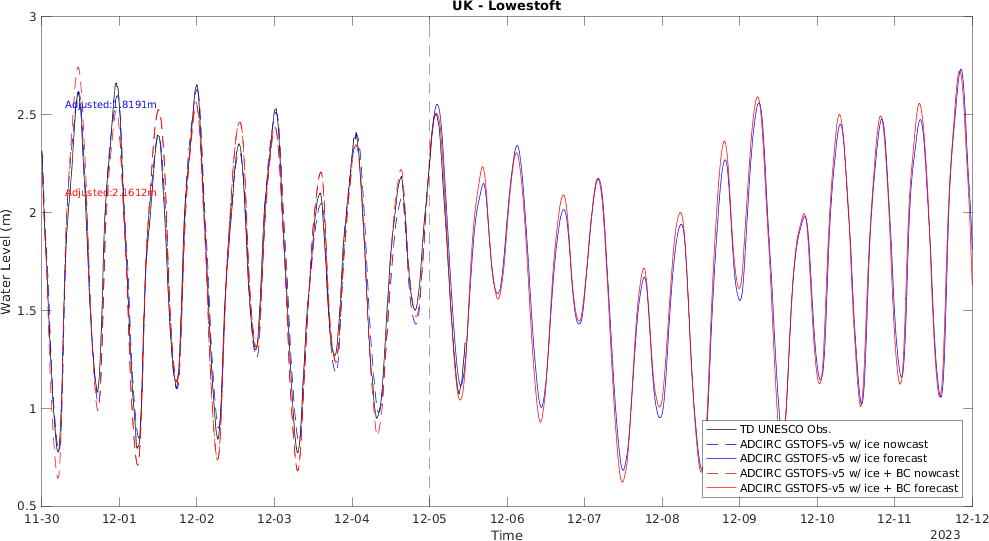 UK - Lowestoft
3
2.5
2
1.5
1
0.5
Water Level (m)
Adjusted:1.8191m
Adjusted:2.1612m
TD UNESCO Obs.
ADCIRC GSTOFS-v5 w/ ice nowcast
ADCIRC GSTOFS-v5 w/ ice forecast
ADCIRC GSTOFS-v5 w/ ice + BC nowcast
ADCIRC GSTOFS-v5 w/ ice + BC forecast
11-30 12-01 12-02 12-03 12-04 12-05 12-06 12-07 12-08 12-09 12-10 12-11 12-12
Time
2023